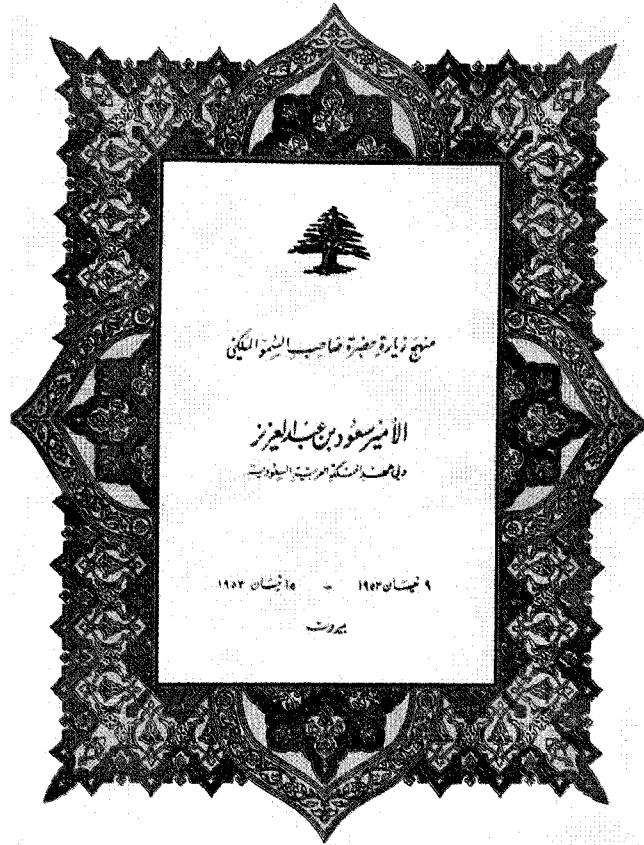 منهج زيارة حضرة صاحب السمو الملكي
الأمير سعود بن عبد العزيز
ولي عهد المملكة العربية السعودية
٩ نيسان ١٩٥٣ - ١٥ نيسان ١٩٥٣
بيروت